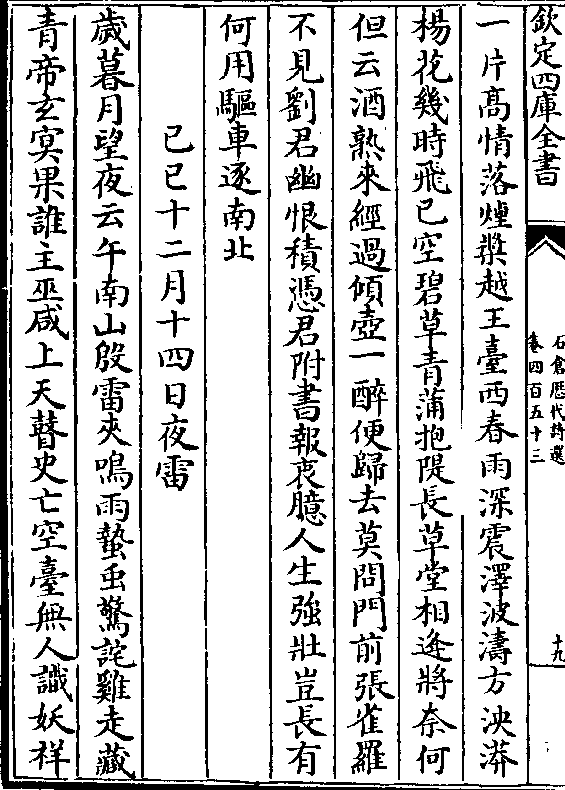 欽定四庫全書
石倉歴代詩選
卷四百五十三
十九
一片髙情落煙槳越王臺西春雨深震澤波濤方泱漭
楊花幾時飛已空碧草青蒲抱隄長草堂相逢將奈何
但云酒熟來經過傾壺一醉便歸去莫問門前張雀羅
不見劉君幽恨積憑君附書報衷臆人生強壯豈長有
何用驅車逐南北
己巳十二月十四日夜雷
歲暮月望夜云午南山殷雷夾鳴雨蟄虫驚詫雞走藏
青帝玄冥果誰主巫咸上天瞽史亡空臺無人識妖祥